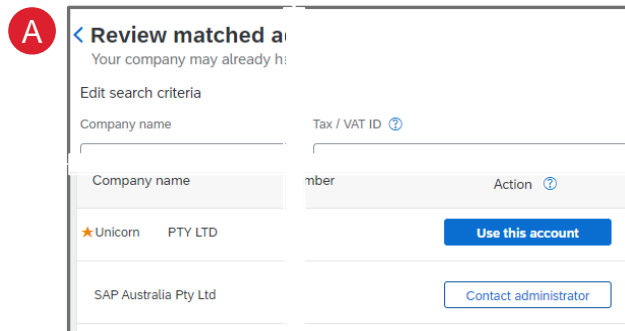 A
Review matched a
Your company may already h
Edit search criteria
Company name Tax / VAT ID ?
Company name mber Action ?
Unicorn PTY LTD Use this account
SAP Australia Pty Ltd Contact administrator